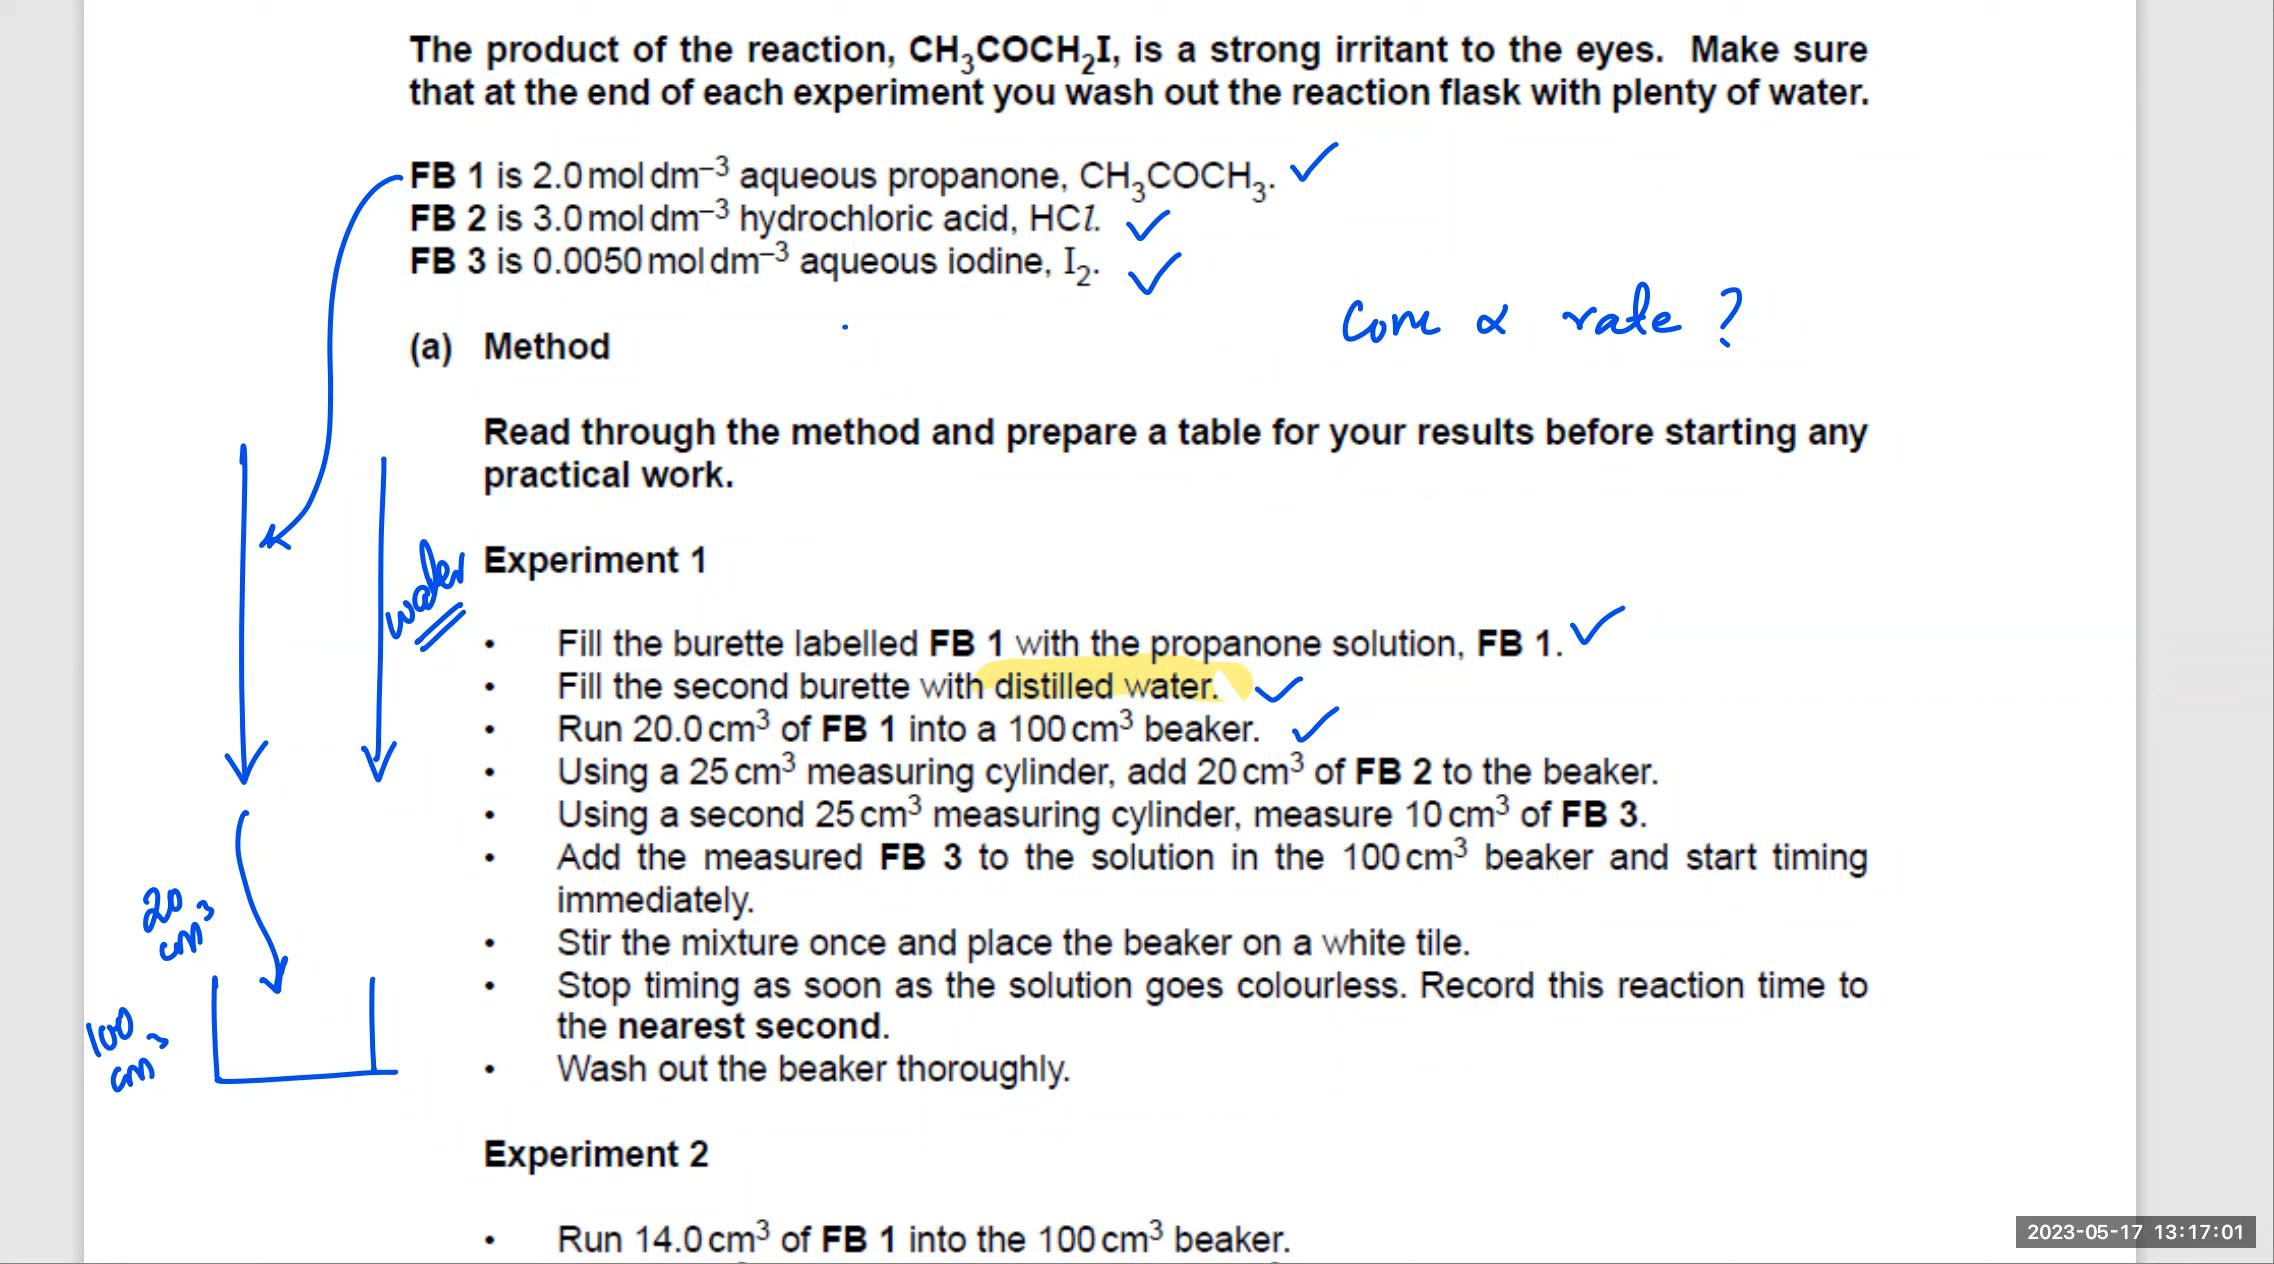 The product of the reaction, CH₃COCH₂I, is a strong irritant to the eyes. Make sure
that at the end of each experiment you wash out the reaction flask with plenty of water.
FB 1 is 2.0 mol dm⁻³ aqueous propanone, CH₃COCH₃.
FB 2 is 3.0 mol dm⁻³ hydrochloric acid, HCl.
FB 3 is 0.0050 mol dm⁻³ aqueous iodine, I₂.
Conc ∝ rate ?
(a) Method
Read through the method and prepare a table for your results before starting any
practical work.
water
Experiment 1
• Fill the burette labelled FB 1 with the propanone solution, FB 1.
• Fill the second burette with distilled water.
• Run 20.0 cm³ of FB 1 into a 100 cm³ beaker.
• Using a 25 cm³ measuring cylinder, add 20 cm³ of FB 2 to the beaker.
• Using a second 25 cm³ measuring cylinder, measure 10 cm³ of FB 3.
• Add the measured FB 3 to the solution in the 100 cm³ beaker and start timing
immediately.
20
cm³
• Stir the mixture once and place the beaker on a white tile.
• Stop timing as soon as the solution goes colourless. Record this reaction time to
the nearest second.
100
cm³
• Wash out the beaker thoroughly.
Experiment 2
• Run 14.0 cm³ of FB 1 into the 100 cm³ beaker.
2023-05-17 13:17:01